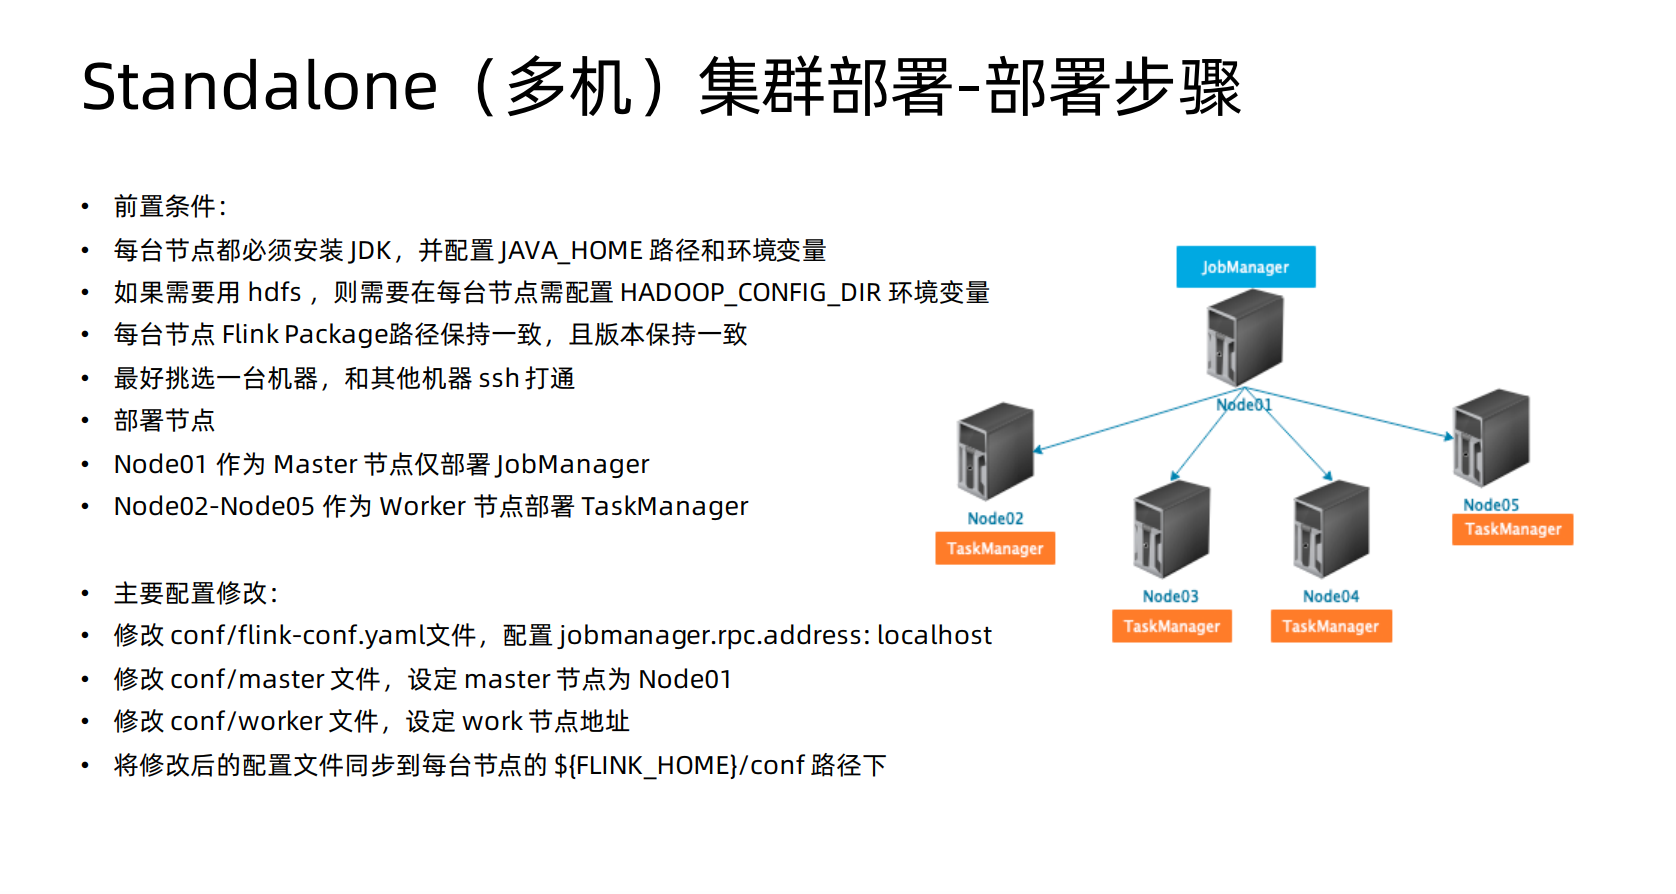 Standalone（多机）集群部署-部署步骤
• 前置条件：
• 每台节点都必须安装 JDK，并配置 JAVA_HOME 路径和环境变量
• 如果需要用 hdfs ，则需要在每台节点需配置 HADOOP_CONFIG_DIR 环境变量
• 每台节点 Flink Package路径保持一致，且版本保持一致
• 最好挑选一台机器，和其他机器 ssh 打通
• 部署节点
• Node01 作为 Master 节点仅部署 JobManager
• Node02-Node05 作为 Worker 节点部署 TaskManager
• 主要配置修改：
• 修改 conf/flink-conf.yaml文件，配置 jobmanager.rpc.address: localhost
• 修改 conf/master 文件，设定 master 节点为 Node01
• 修改 conf/worker 文件，设定 work 节点地址
• 将修改后的配置文件同步到每台节点的 ${FLINK_HOME}/conf 路径下
JobManager
Node01
Node02
TaskManager
Node03
TaskManager
Node04
TaskManager
Node05
TaskManager